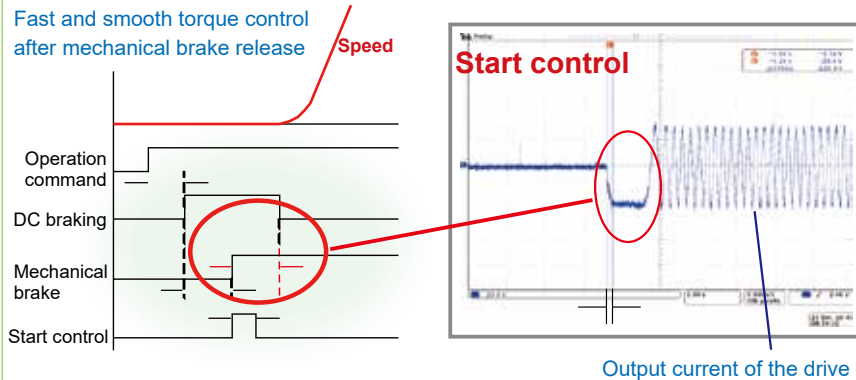 Fast and smooth torque control
after mechanical brake release
Speed
Operation
command
DC braking
Mechanical
brake
Start control
Start control
Output current of the drive